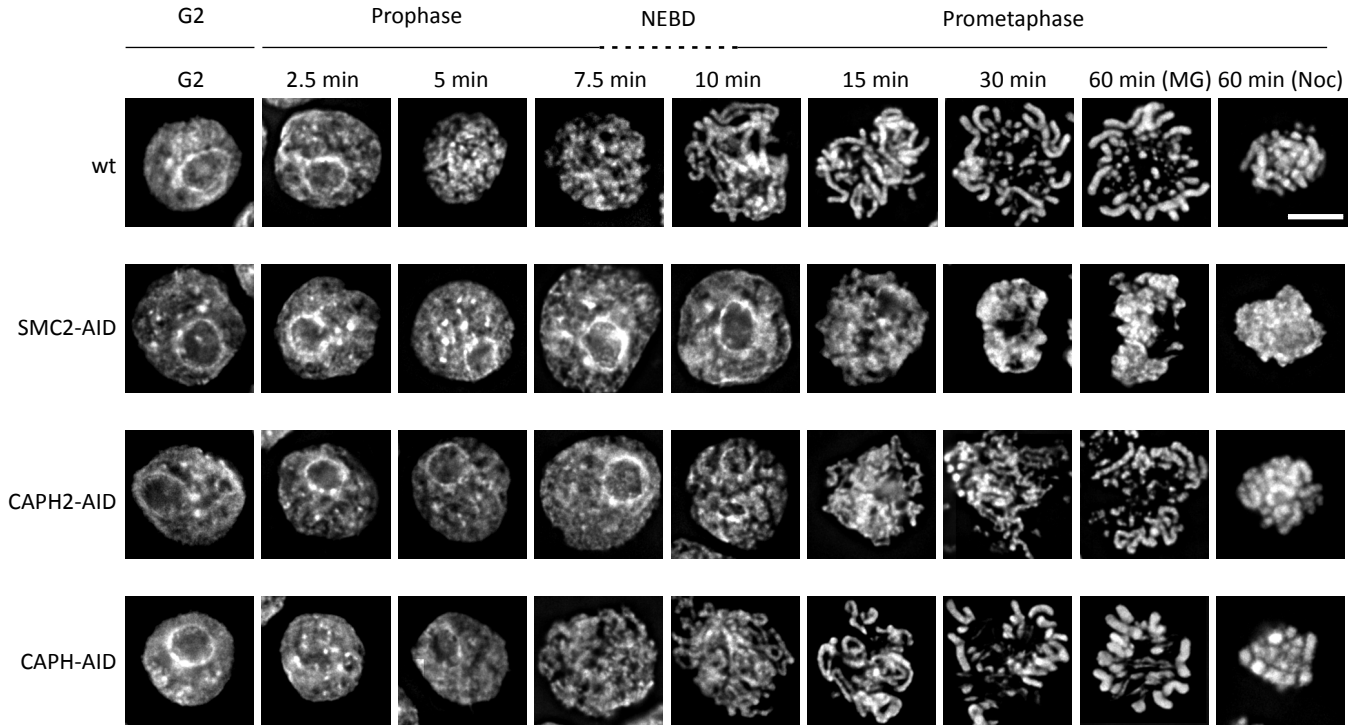 G2 Prophase NEBD Prometaphase
G2 2.5 min 5 min 7.5 min 10 min 15 min 30 min 60 min (MG) 60 min (Noc)
wt
SMC2-AID
CAPH2-AID
CAPH-AID